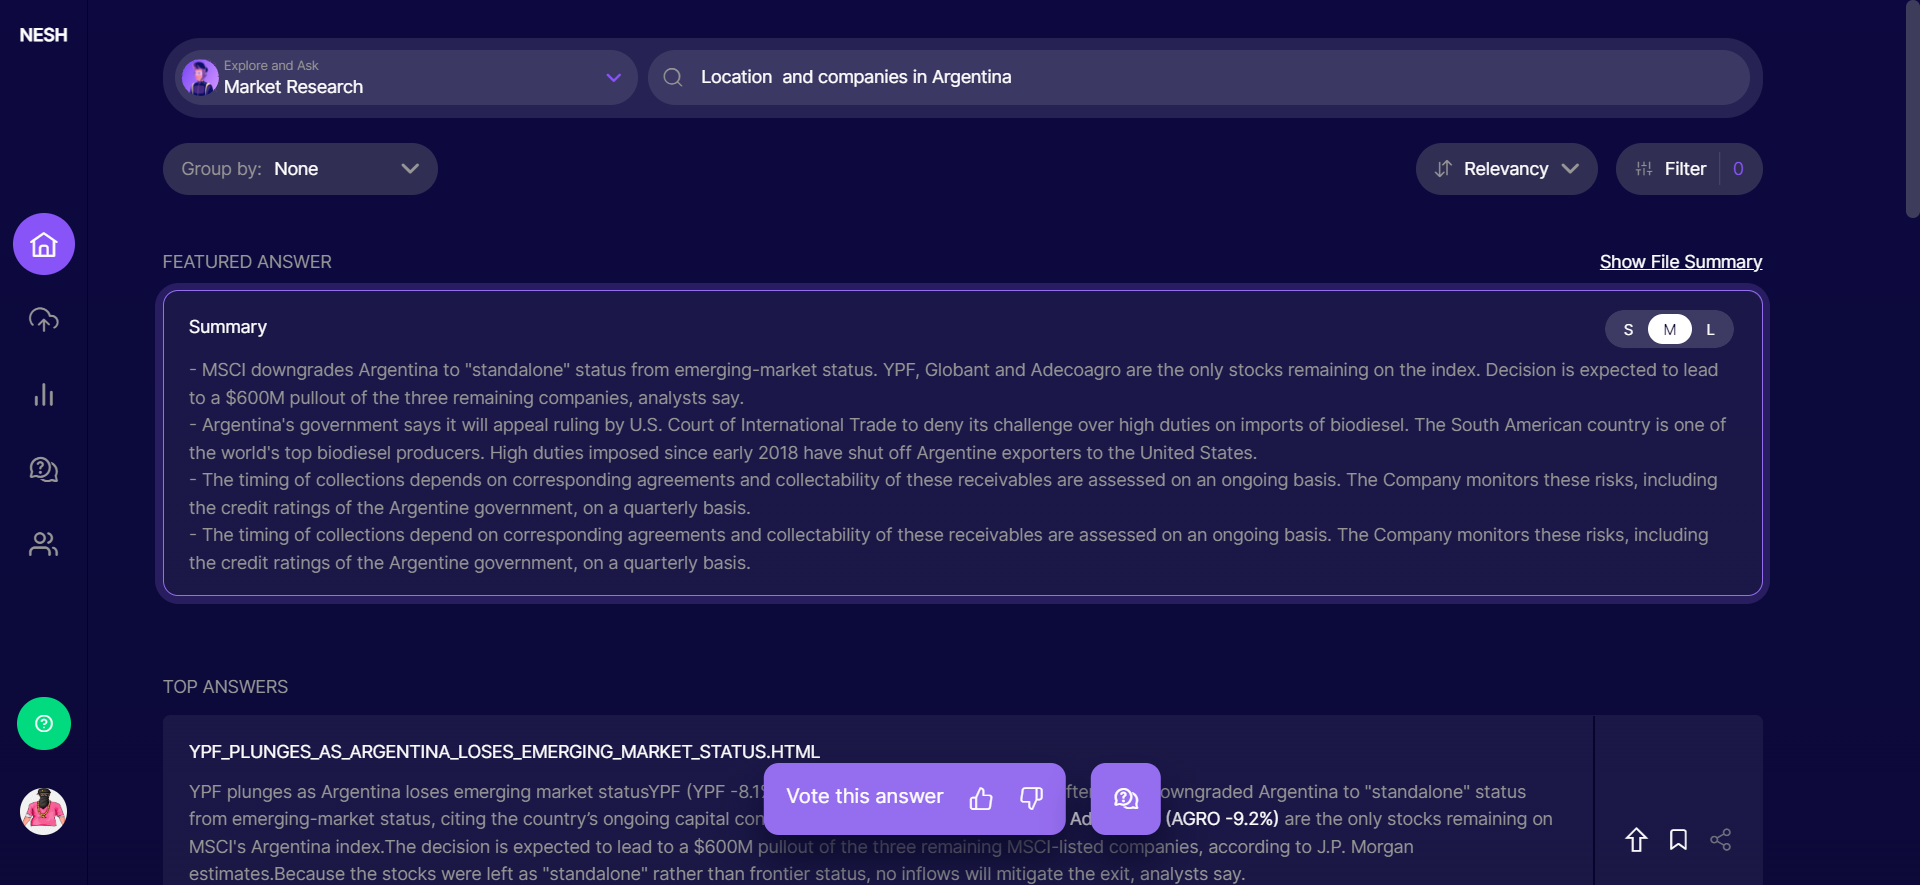 NESH
Explore and Ask
Market Research
Location  and companies in Argentina
Group by: None
Relevancy
Filter 0
FEATURED ANSWER
Show File Summary
Summary
S M L
- MSCI downgrades Argentina to "standalone" status from emerging-market status. YPF, Globant and Adecoagro are the only stocks remaining on the index. Decision is expected to lead
to a $600M pullout of the three remaining companies, analysts say.
- Argentina's government says it will appeal ruling by U.S. Court of International Trade to deny its challenge over high duties on imports of biodiesel. The South American country is one of
the world's top biodiesel producers. High duties imposed since early 2018 have shut off Argentine exporters to the United States.
- The timing of collections depends on corresponding agreements and collectability of these receivables are assessed on an ongoing basis. The Company monitors these risks, including
the credit ratings of the Argentine government, on a quarterly basis.
- The timing of collections depend on corresponding agreements and collectability of these receivables are assessed on an ongoing basis. The Company monitors these risks, including
the credit ratings of the Argentine government, on a quarterly basis.
TOP ANSWERS
YPF_PLUNGES_AS_ARGENTINA_LOSES_EMERGING_MARKET_STATUS.HTML
YPF plunges as Argentina loses emerging market statusYPF (YPF Argentina to "standalone" status
from emerging-market status, citing the country's ongoing capital (AGRO -9.2%) are the only stocks remaining on
MSCI's Argentina index.The decision is expected to lead to a $600M pullout of the three remaining MSCI-listed companies, according to J.P. Morgan
estimates.Because the stocks were left as "standalone" rather than frontier status, no inflows will mitigate the exit, analysts say.
Vote this answer